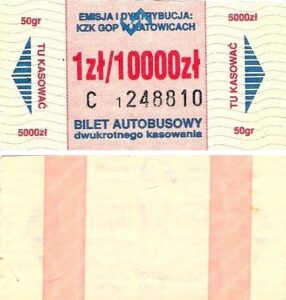 50gr
EMISJA I DYSTRYBUCJA:
5000zł
KZK GOP W KATOWICACH
TU KASOWAĆ
1zł/10000zł
TU KASOWAĆ
C 1248810
5000zł
BILET AUTOBUSOWY
50gr
dwukrotnego kasowania